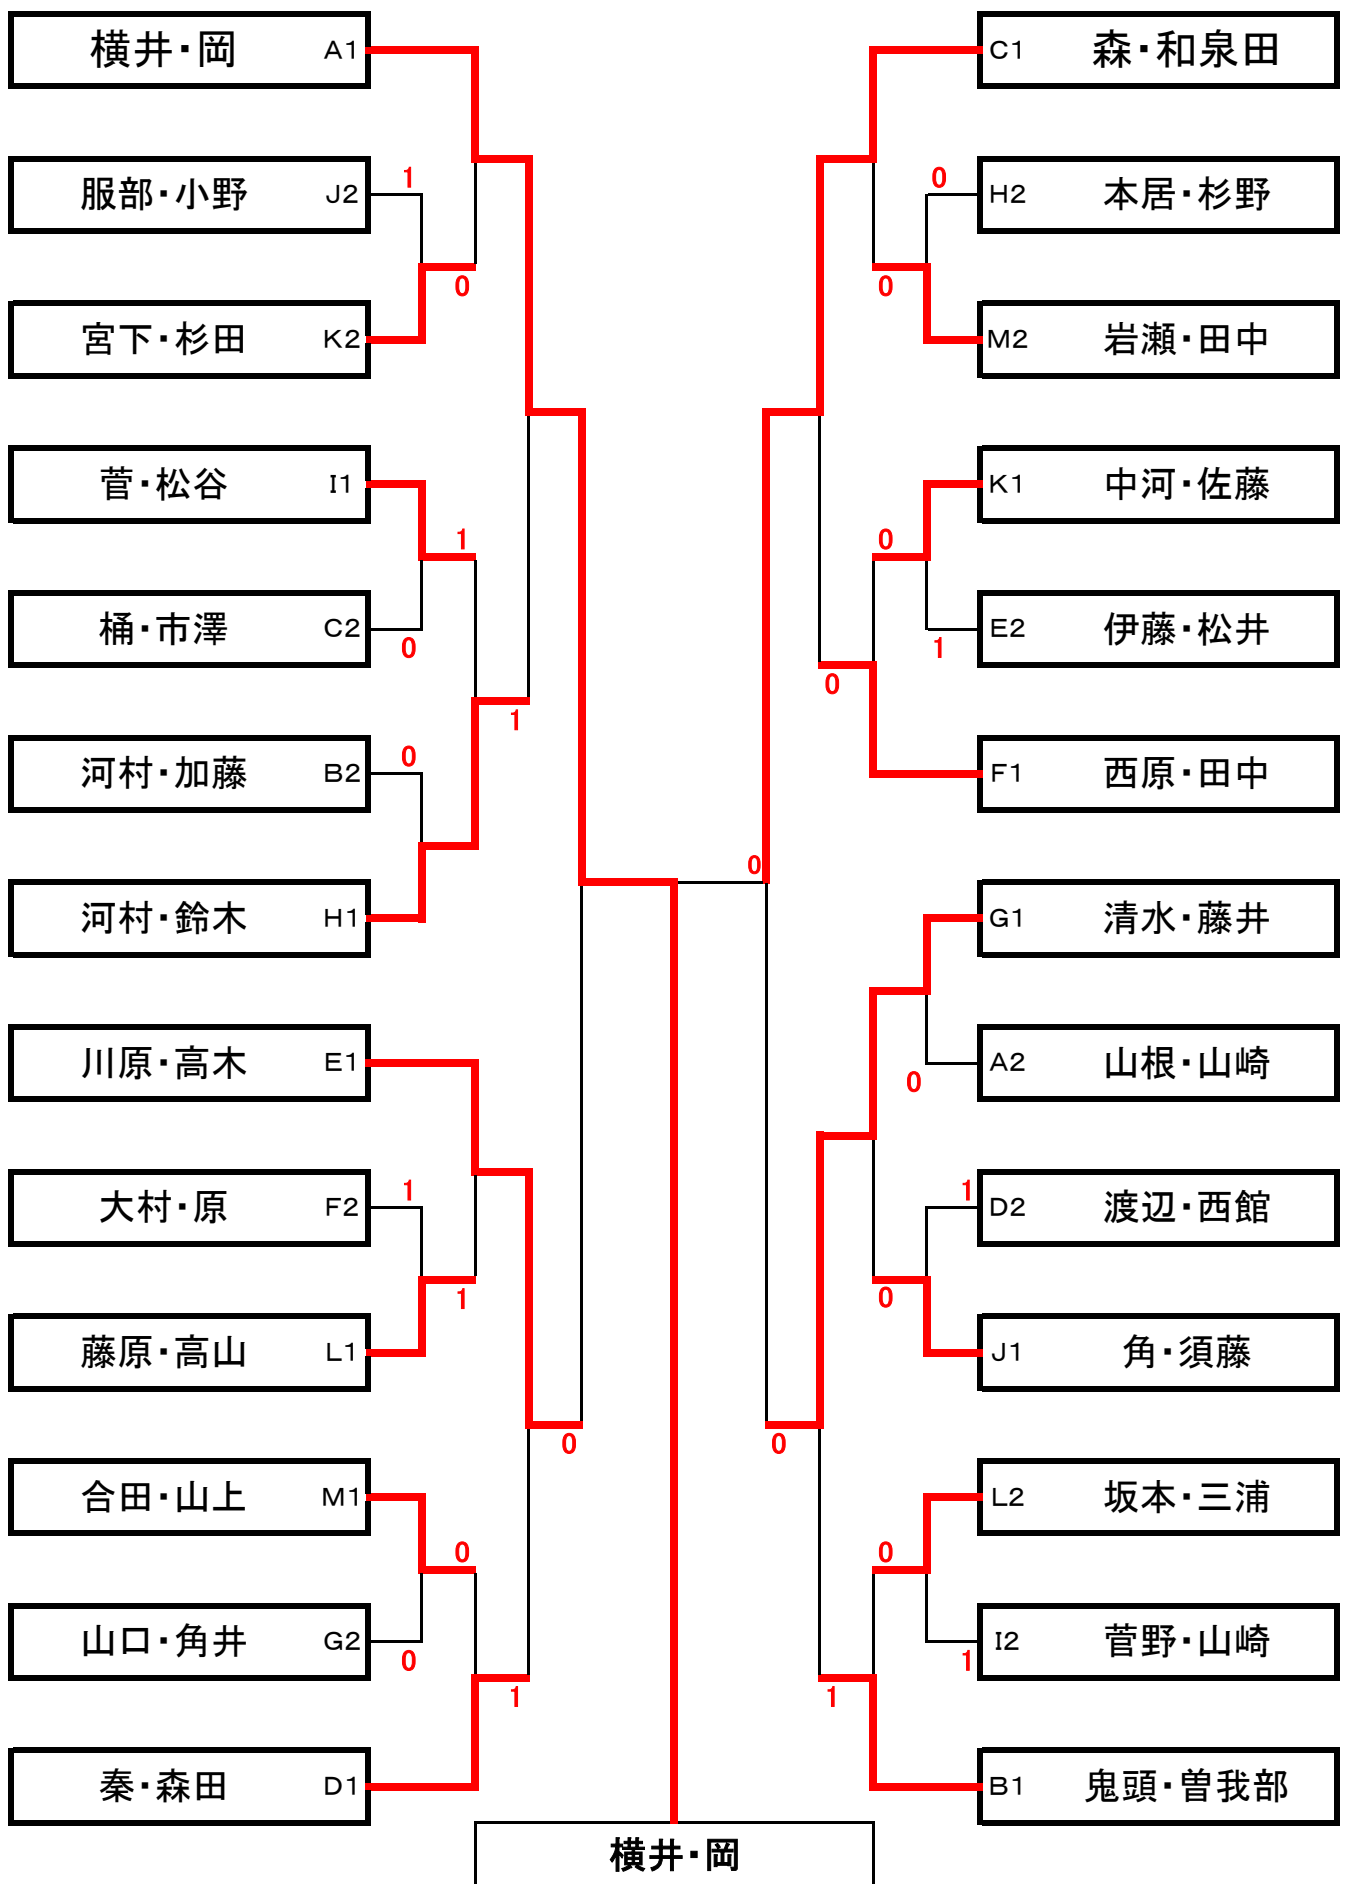 横井・岡 A1
服部・小野 J2
1
0
宮下・杉田 K2
菅・松谷 I1
1
桶・市澤 C2
0
1
河村・加藤 B2
0
河村・鈴木 H1
川原・高木 E1
大村・原 F2
1
1
藤原・高山 L1
0
合田・山上 M1
0
山口・角井 G2
0
1
秦・森田 D1
C1 森・和泉田
0
H2 本居・杉野
0
M2 岩瀬・田中
K1 中河・佐藤
0
E2 伊藤・松井
1
0
F1 西原・田中
0
G1 清水・藤井
A2 山根・山崎
0
1
D2 渡辺・西館
0
J1 角・須藤
0
L2 坂本・三浦
0
I2 菅野・山崎
1
1
B1 鬼頭・曽我部
横井・岡